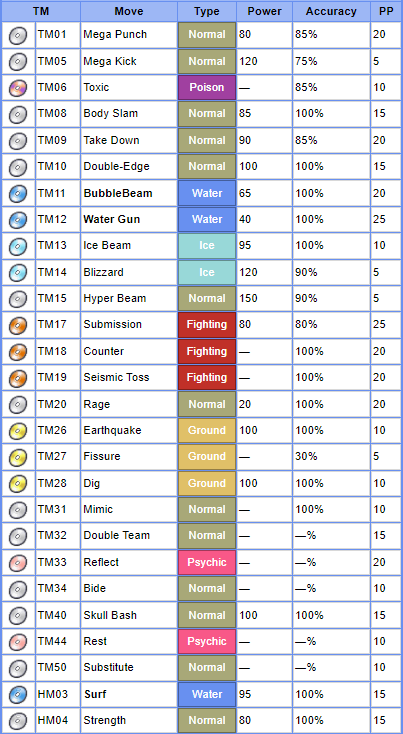 TM Move Type Power Accuracy PP
TM01 Mega Punch Normal 80 85% 20
TM05 Mega Kick Normal 120 75% 5
TM06 Toxic Poison — 85% 10
TM08 Body Slam Normal 85 100% 15
TM09 Take Down Normal 90 85% 20
TM10 Double-Edge Normal 100 100% 15
TM11 BubbleBeam Water 65 100% 20
TM12 Water Gun Water 40 100% 25
TM13 Ice Beam Ice 95 100% 10
TM14 Blizzard Ice 120 90% 5
TM15 Hyper Beam Normal 150 90% 5
TM17 Submission Fighting 80 80% 25
TM18 Counter Fighting — 100% 20
TM19 Seismic Toss Fighting — 100% 20
TM20 Rage Normal 20 100% 20
TM26 Earthquake Ground 100 100% 10
TM27 Fissure Ground — 30% 5
TM28 Dig Ground 100 100% 10
TM31 Mimic Normal — 100% 10
TM32 Double Team Normal — —% 15
TM33 Reflect Psychic — —% 20
TM34 Bide Normal — —% 10
TM40 Skull Bash Normal 100 100% 15
TM44 Rest Psychic — —% 10
TM50 Substitute Normal — —% 10
HM03 Surf Water 95 100% 15
HM04 Strength Normal 80 100% 15